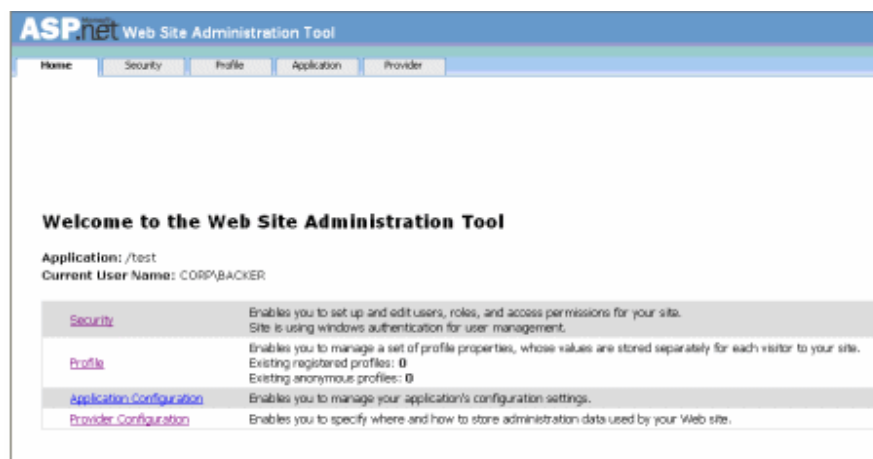 Microsoft
ASP.net Web Site Administration Tool
Home Security Profile Application Provider
Welcome to the Web Site Administration Tool
Application: /test
Current User Name: CORP\BACKER
Security
Enables you to set up and edit users, roles, and access permissions for your site.
Site is using windows authentication for user management.
Profile
Enables you to manage a set of profile properties, whose values are stored separately for each visitor to your site.
Existing registered profiles: 0
Existing anonymous profiles: 0
Application Configuration
Enables you to manage your application's configuration settings.
Provider Configuration
Enables you to specify where and how to store administration data used by your Web site.